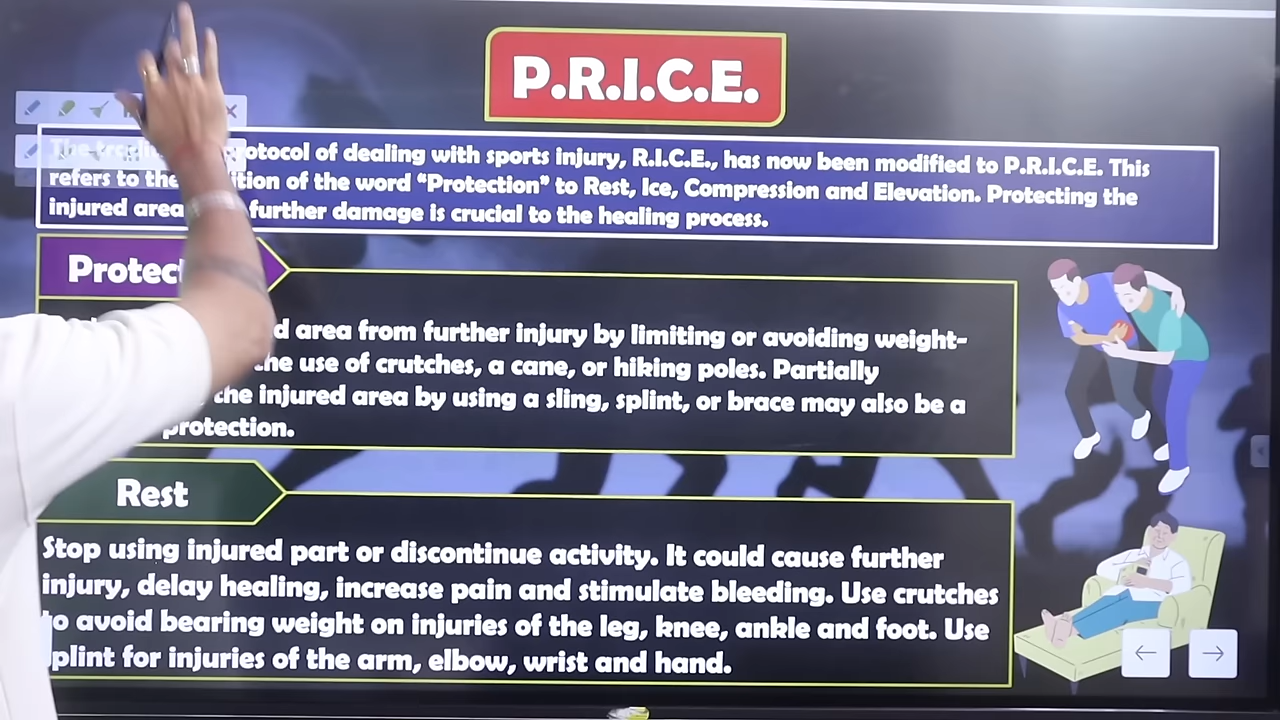 P.R.I.C.E.
rotocol of dealing with sports injury, R.I.C.E., has now been modified to P.R.I.C.E. This
refers to the ition of the word “Protection” to Rest, Ice, Compression and Elevation. Protecting the
injured area further damage is crucial to the healing process.
Protec
d area from further injury by limiting or avoiding weight-
the use of crutches, a cane, or hiking poles. Partially
the injured area by using a sling, splint, or brace may also be a
protection.
Rest
Stop using injured part or discontinue activity. It could cause further
injury, delay healing, increase pain and stimulate bleeding. Use crutches
to avoid bearing weight on injuries of the leg, knee, ankle and foot. Use
plint for injuries of the arm, elbow, wrist and hand.